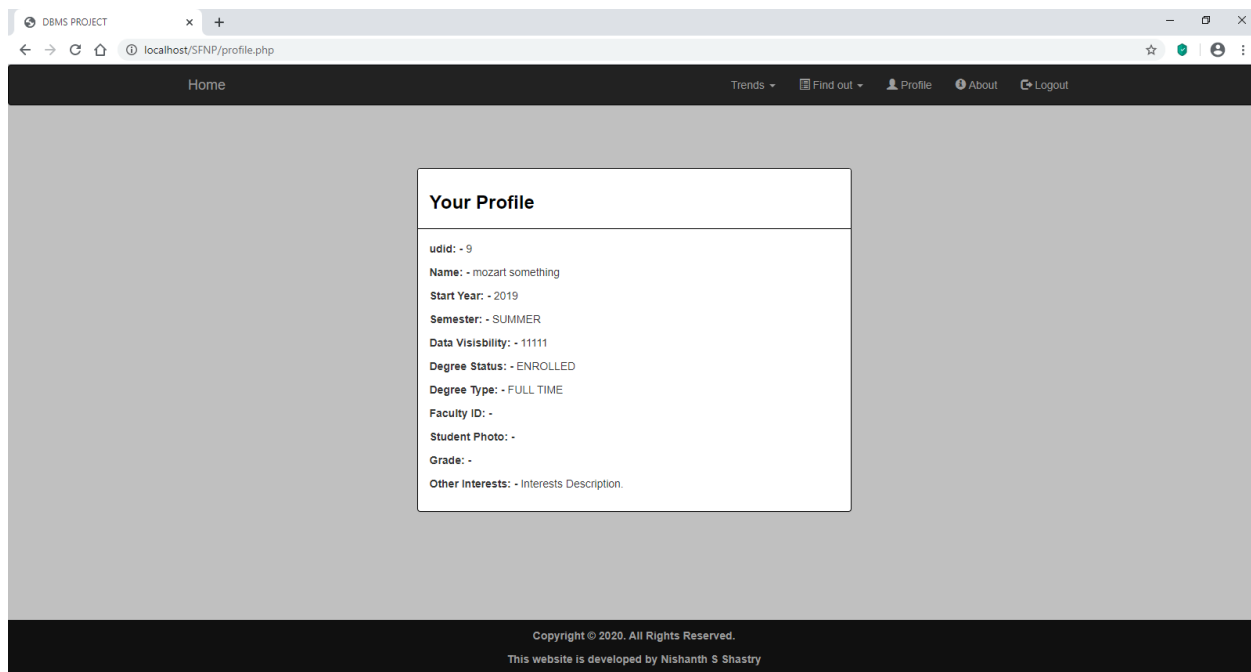 DBMS PROJECT
localhost/SFNP/profile.php
Home Trends Find out Profile About Logout
Your Profile
udid: - 9
Name: - mozart something
Start Year: - 2019
Semester: - SUMMER
Data Visisbility: - 11111
Degree Status: - ENROLLED
Degree Type: - FULL TIME
Faculty ID: -
Student Photo: -
Grade: -
Other Interests: - Interests Description.
Copyright © 2020. All Rights Reserved.
This website is developed by Nishanth S Shastry